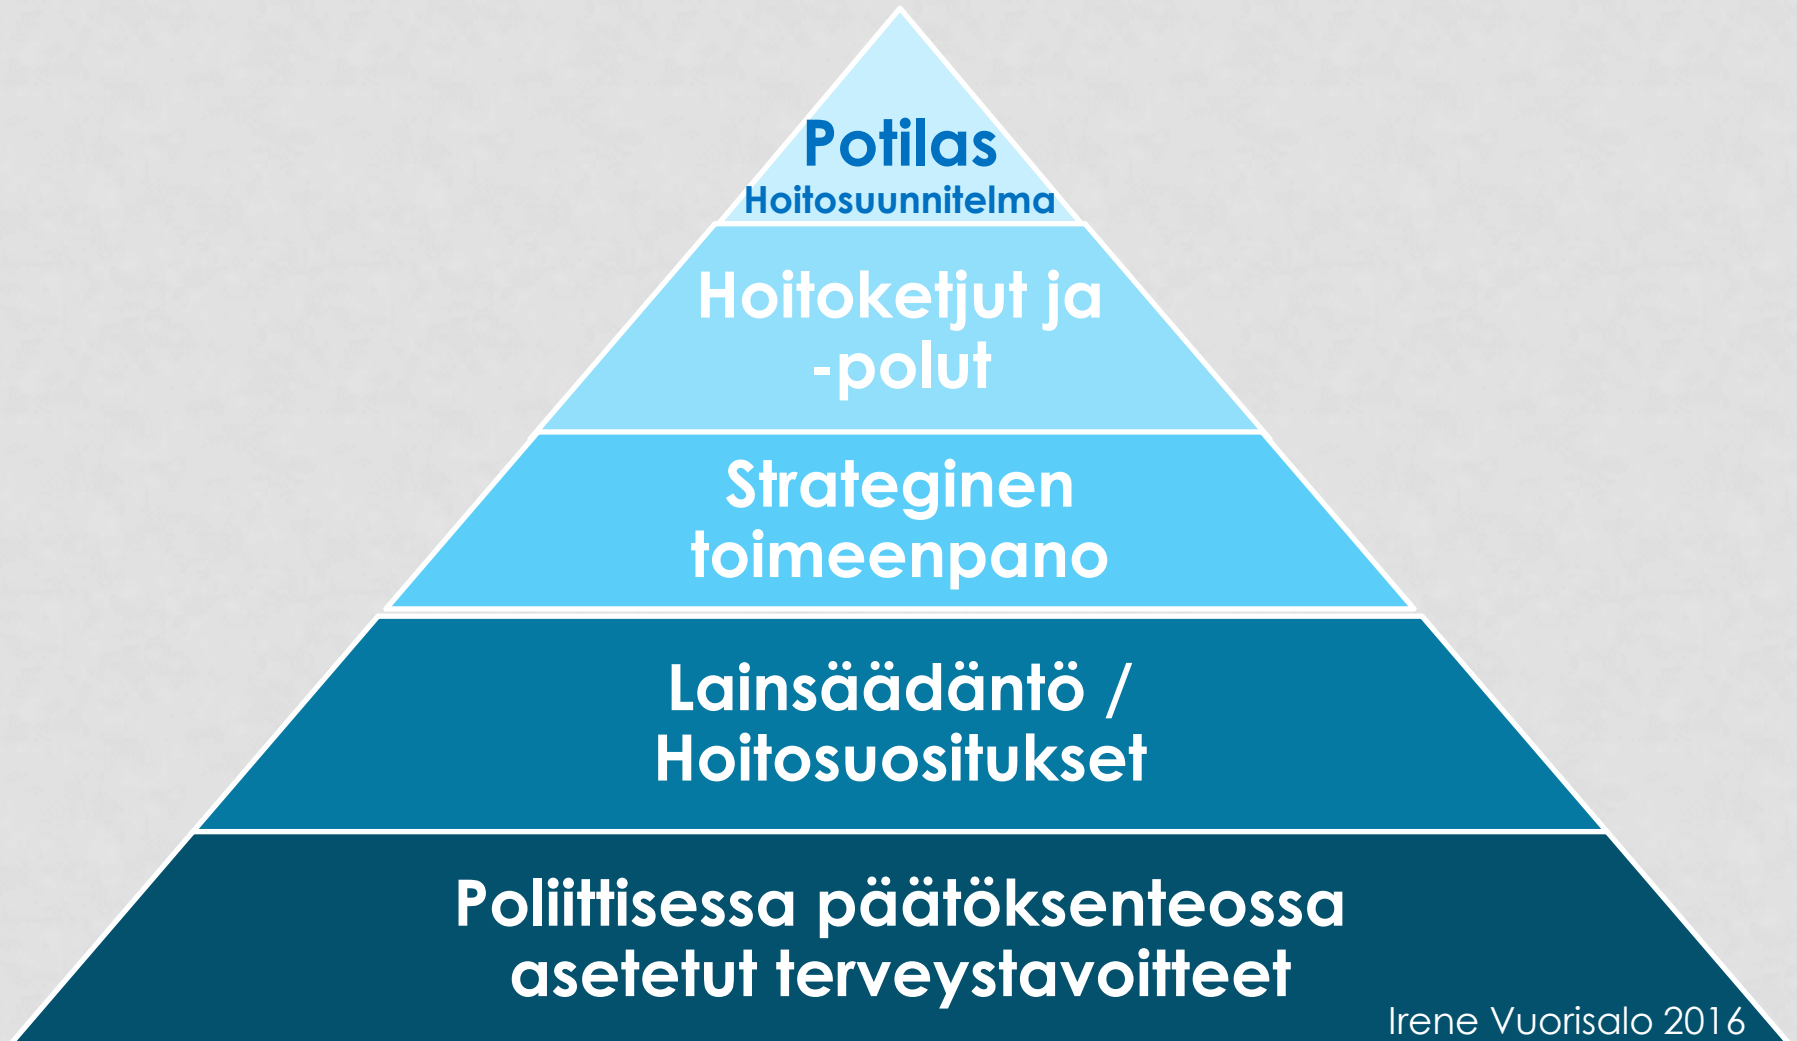 Potilas
Hoitosuunnitelma
Hoitoketjut ja
-polut
Strateginen
toimeenpano
Lainsäädäntö /
Hoitosuositukset
Poliittisessa päätöksenteossa
asetetut terveystavoitteet
Irene Vuorisalo 2016